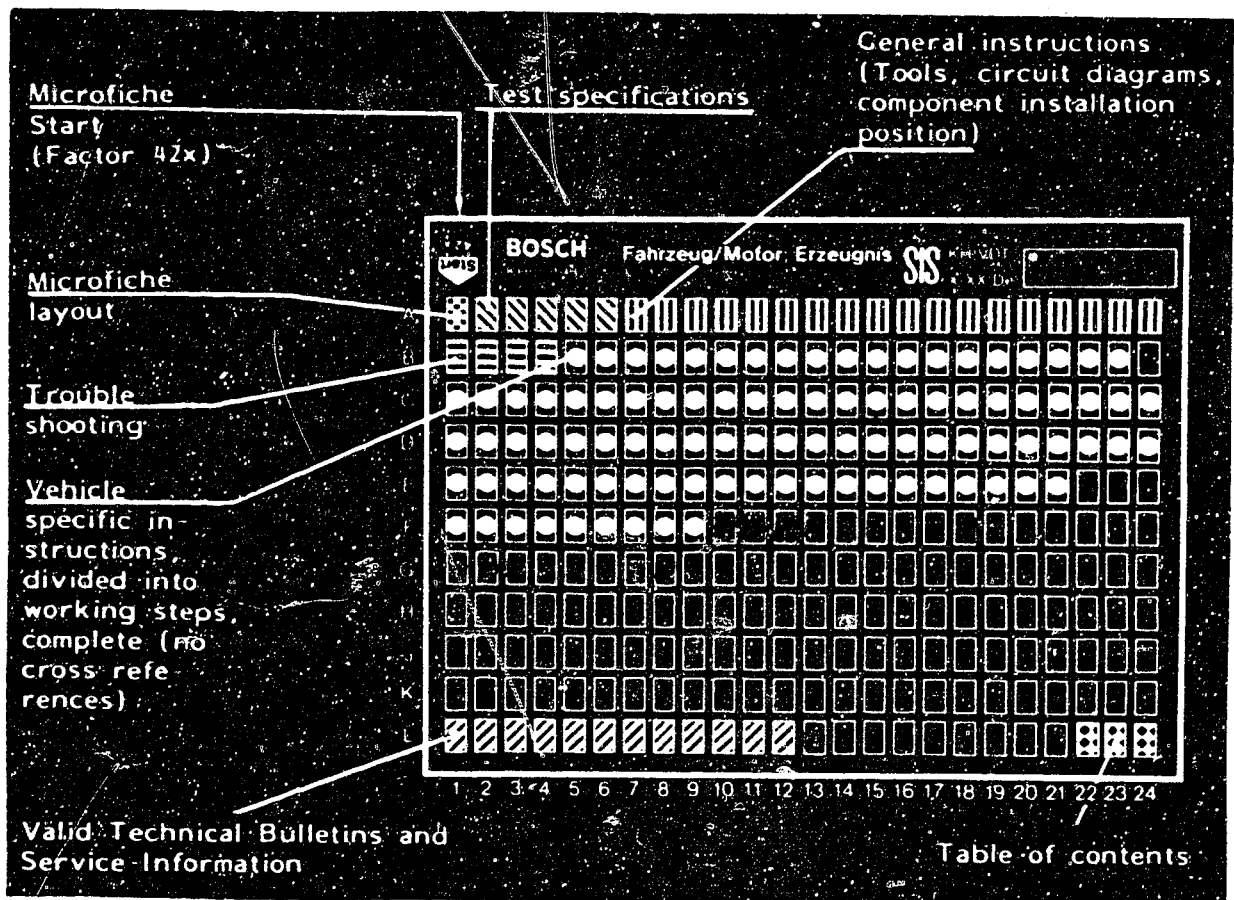 General instructions
(Tools, circuit diagrams,
component installation
position)
Microfiche
Start
(Factor 42x)
Test specifications
BOSCH
Fahrzeug/Motor: Erzeugnis
SIS
Microfiche
layout
A
B
Trouble
shooting
C
D
Vehicle
specific in-
structions,
divided into
working steps,
complete (no
cross refe
rences)
G
H
K
L
1 2 3 4 5 6 7 8 9 10 11 12 13 14 15 16 17 18 19 20 21 22 23 24
Valid Technical Bulletins and
Service Information
Table of contents